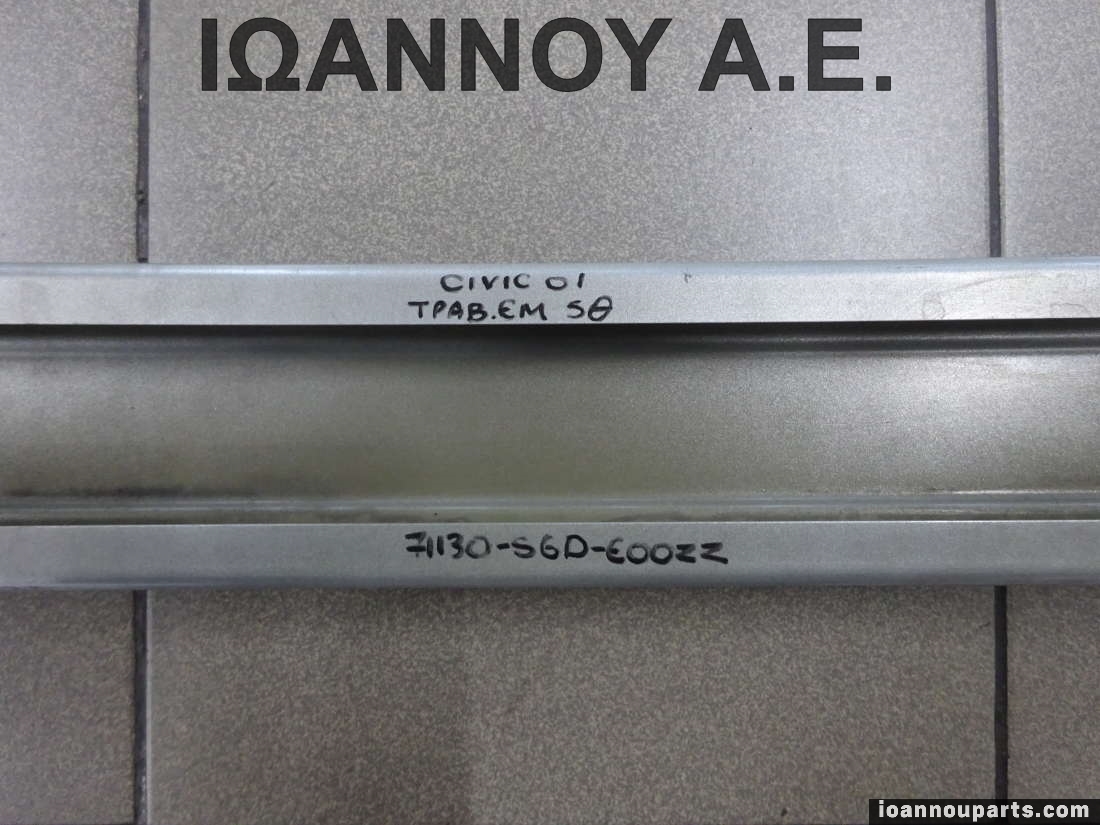 ΙΩΑΝΝΟΥ Α.Ε.
CIVIC 01
ΤΡΑΒ.ΕΜ 5Θ
71130-S6D-E00ZZ
ioannouparts.com